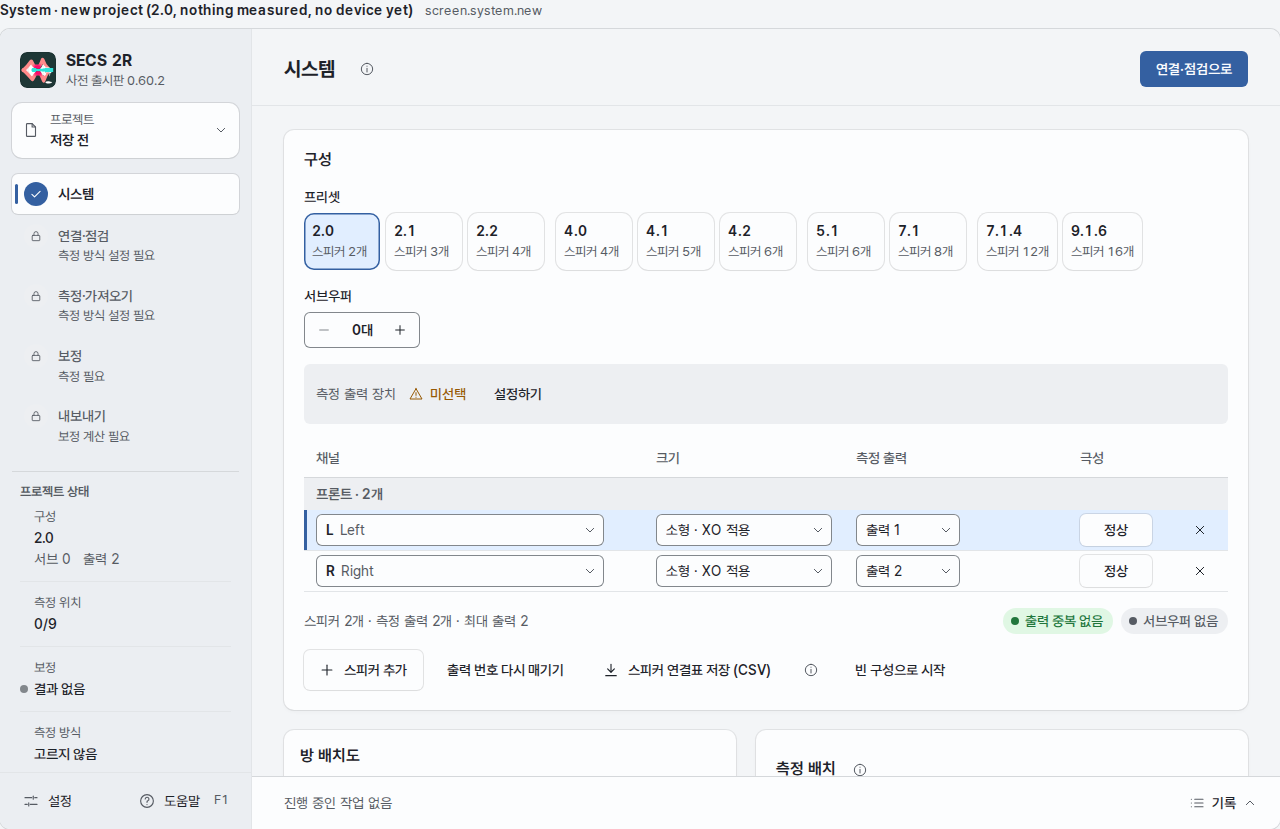 System · new project (2.0, nothing measured, no device yet) screen.system.new
SECS 2R
사전 출시판 0.60.2
프로젝트
저장 전
시스템
연결·점검
측정 방식 설정 필요
측정·가져오기
측정 방식 설정 필요
보정
측정 필요
내보내기
보정 계산 필요
프로젝트 상태
구성
2.0
서브 0 출력 2
측정 위치
0/9
보정
결과 없음
측정 방식
고르지 않음
설정 도움말 F1
시스템
연결·점검으로
구성
프리셋
2.0 2.1 2.2 4.0 4.1 4.2 5.1 7.1 7.1.4 9.1.6
스피커 2개 스피커 3개 스피커 4개 스피커 4개 스피커 5개 스피커 6개 스피커 6개 스피커 8개 스피커 12개 스피커 16개
서브우퍼
0대
측정 출력 장치 미선택 설정하기
채널 크기 측정 출력 극성
프론트 · 2개
L Left 소형 · XO 적용 출력 1 정상
R Right 소형 · XO 적용 출력 2 정상
스피커 2개 · 측정 출력 2개 · 최대 출력 2 출력 중복 없음 서브우퍼 없음
스피커 추가 출력 번호 다시 매기기 스피커 연결표 저장 (CSV) 빈 구성으로 시작
방 배치도
측정 배치
진행 중인 작업 없음 기록